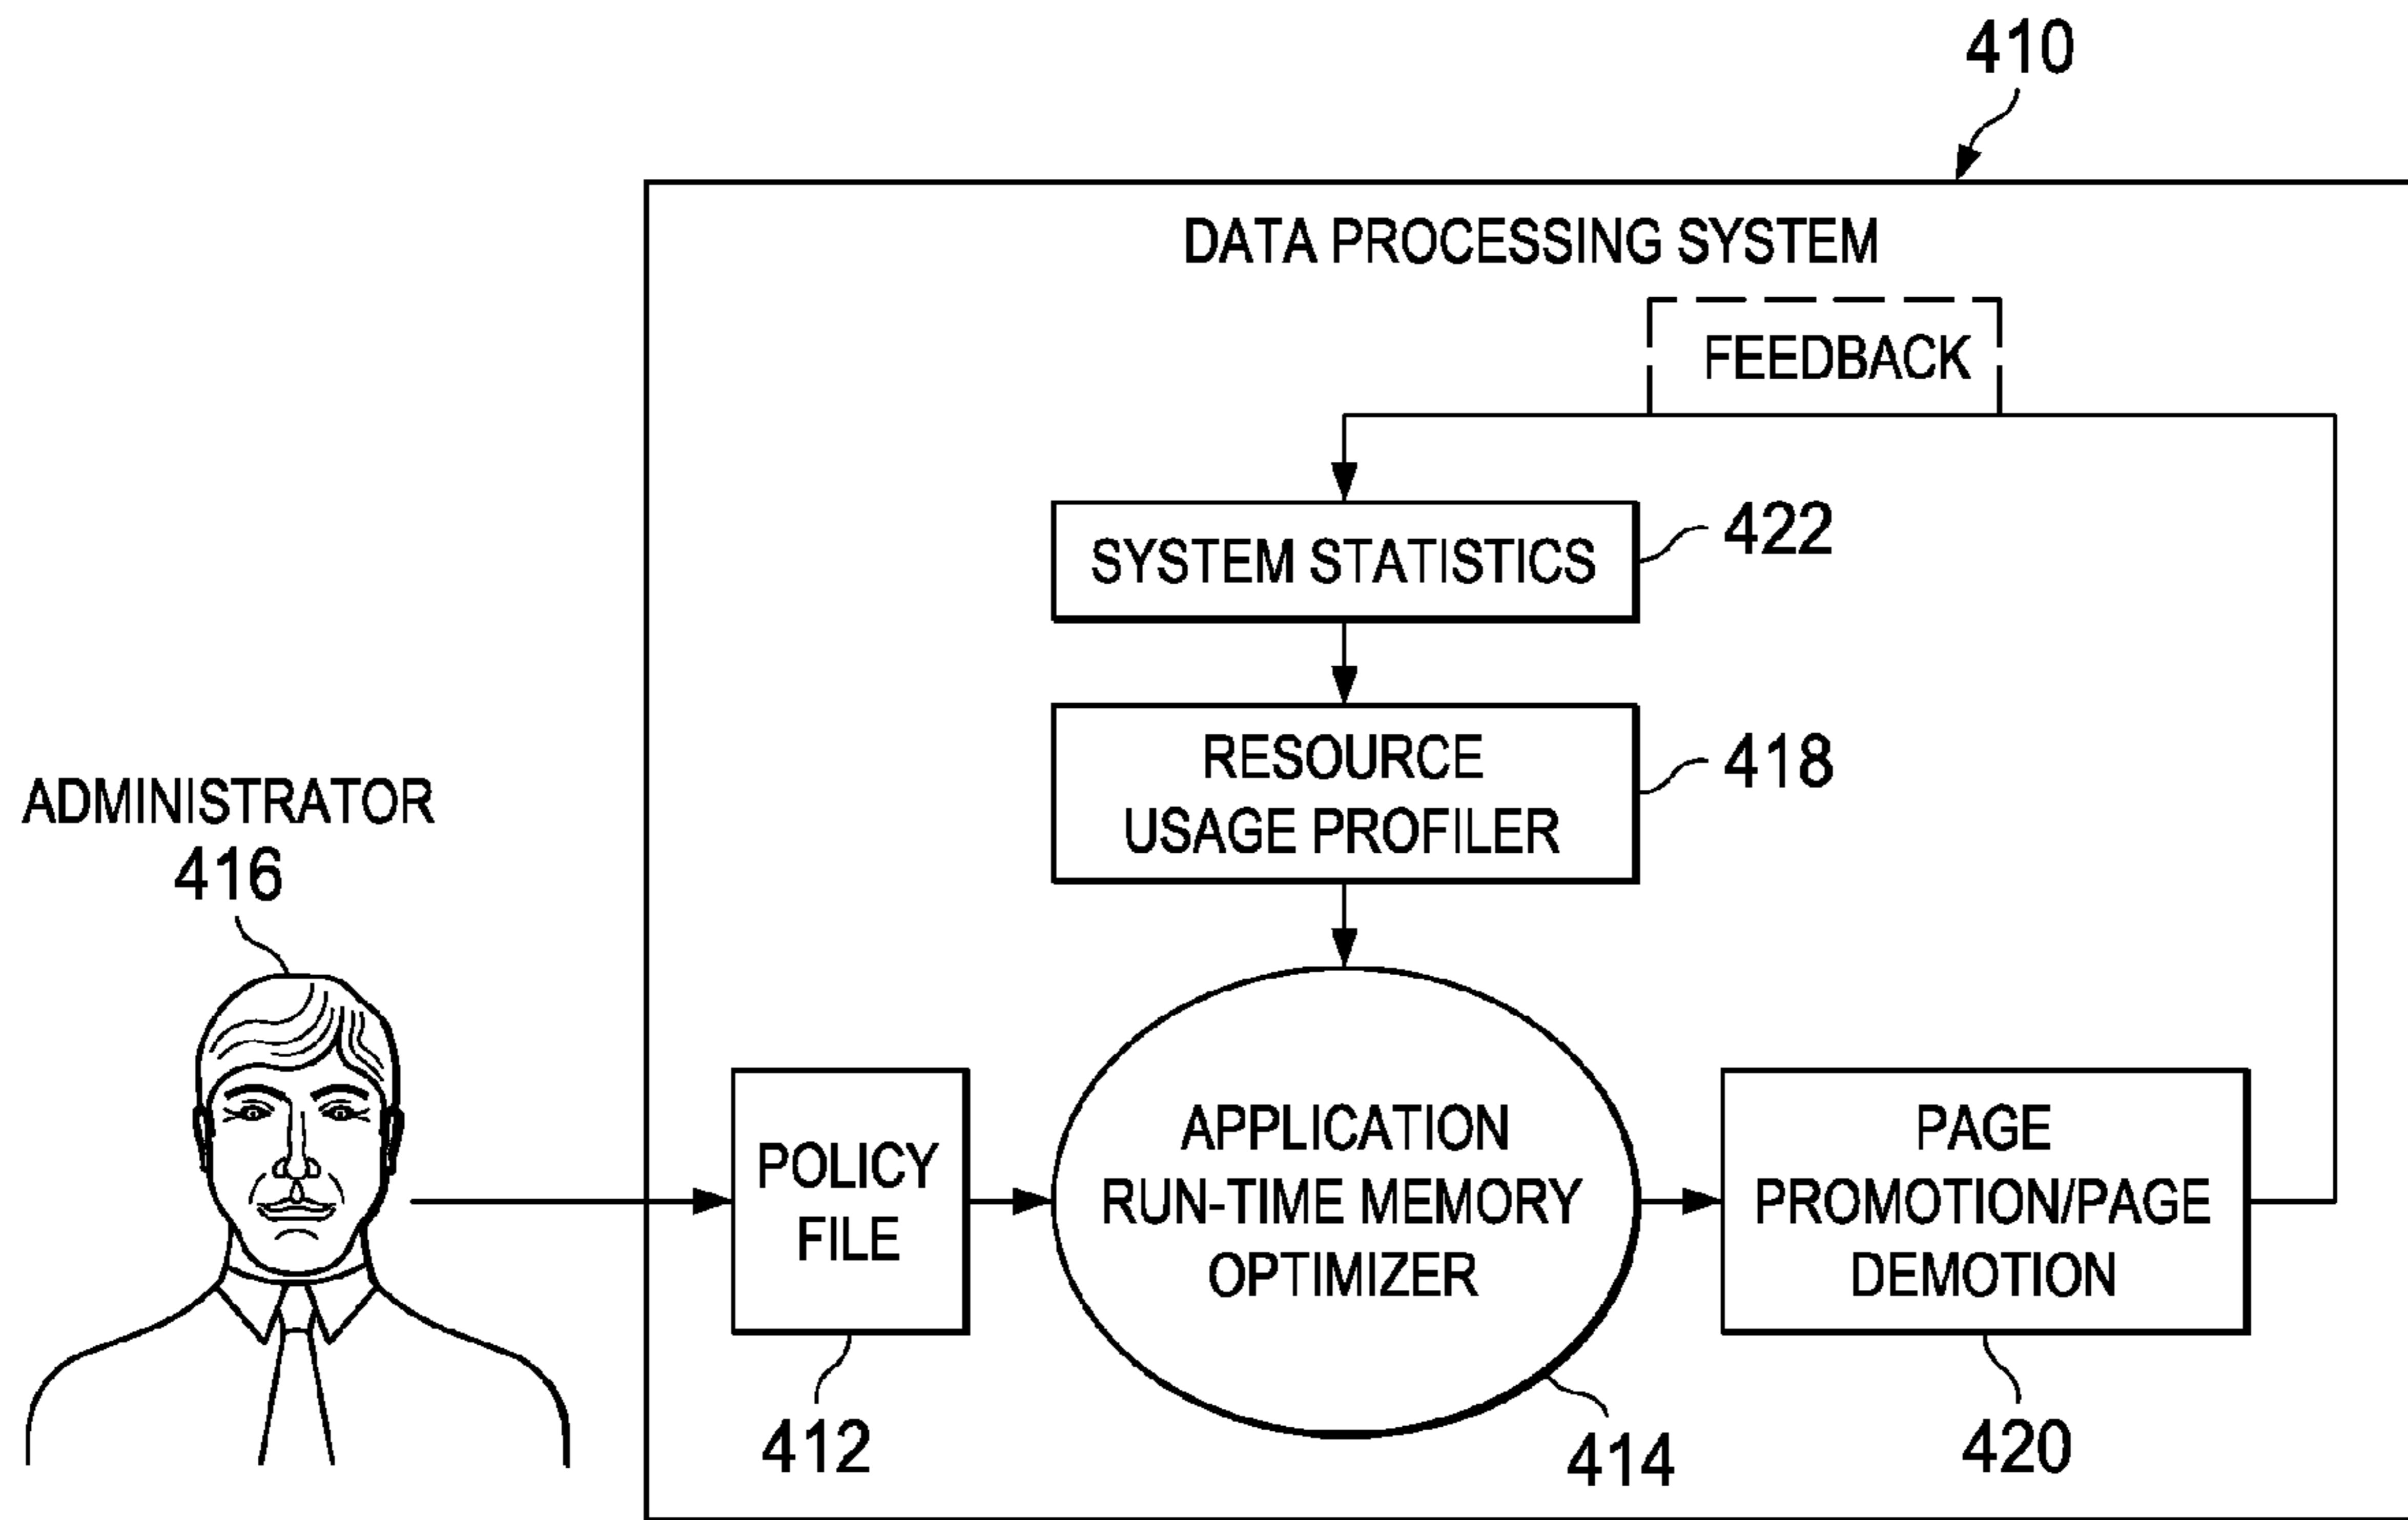 410
DATA PROCESSING SYSTEM
FEEDBACK
SYSTEM STATISTICS
422
RESOURCE
USAGE PROFILER
418
ADMINISTRATOR
416
POLICY
FILE
412
APPLICATION
RUN-TIME MEMORY
OPTIMIZER
414
PAGE
PROMOTION/PAGE
DEMOTION
420